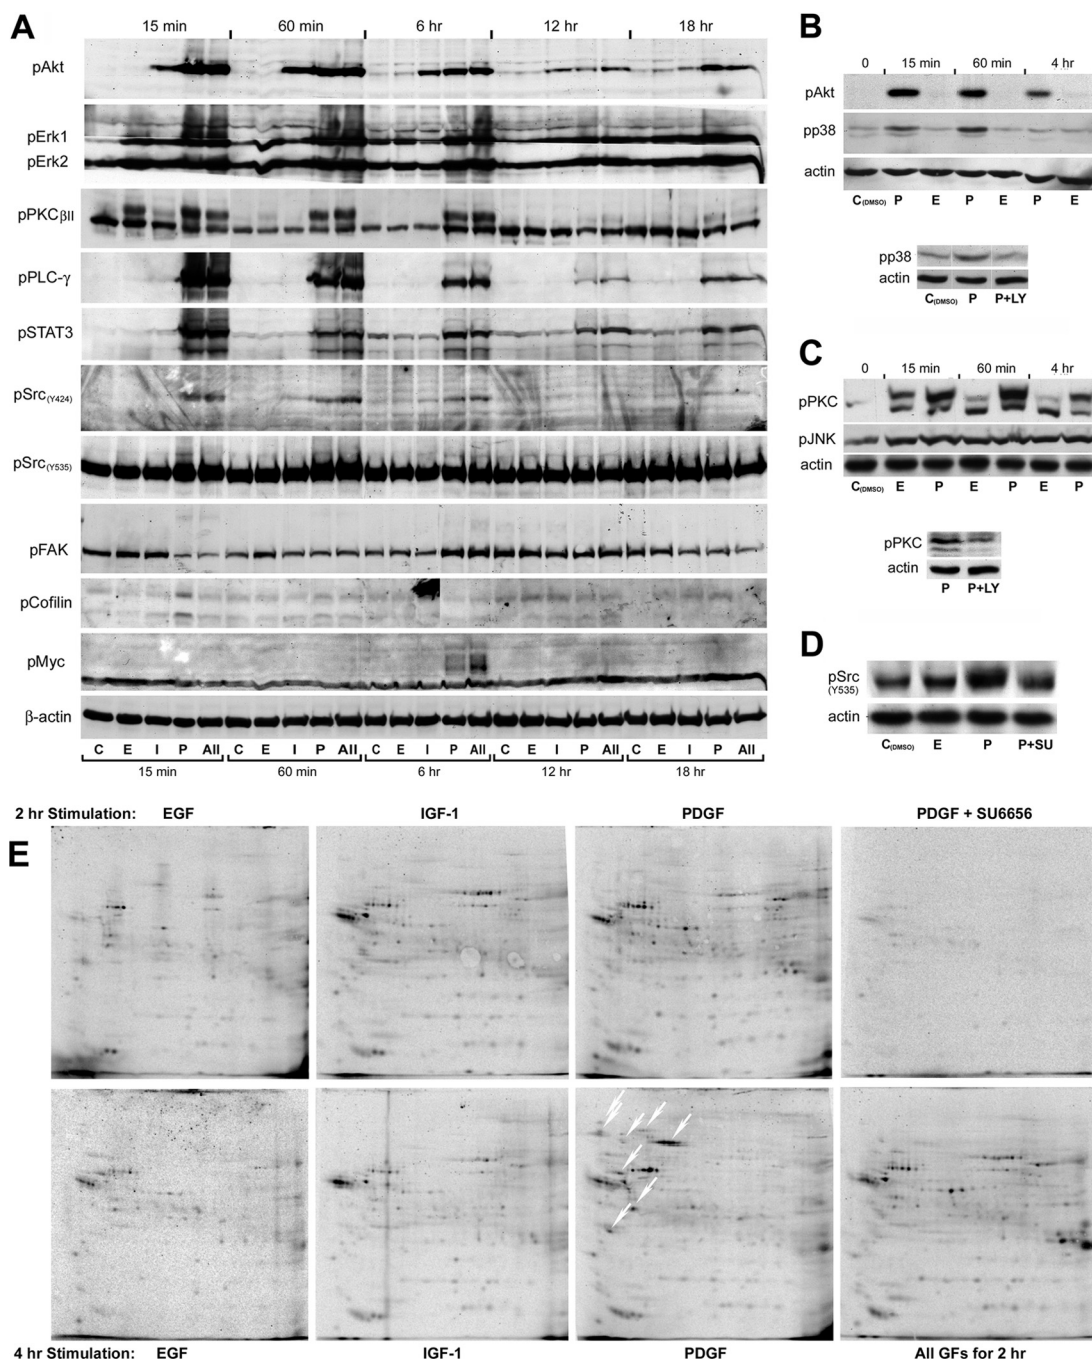 A
15 min 60 min 6 hr 12 hr 18 hr
pAkt
pErk1
pErk2
pPKC βII
pPLC-γ
pSTAT3
pSrc (Y424)
pSrc (Y535)
pFAK
pCofilin
pMyc
β-actin
C E I P All C E I P All C E I P All C E I P All C E I P All
15 min 60 min 6 hr 12 hr 18 hr
B
0 15 min 60 min 4 hr
pAkt
pp38
actin
C(DMSO) P E P E P E
pp38
actin
C(DMSO) P P+LY
C
0 15 min 60 min 4 hr
pPKC
pJNK
actin
C(DMSO) E P E P E P
pPKC
actin
P P+LY
D
pSrc
(Y535)
actin
C(DMSO) E P P+SU
2 hr Stimulation: EGF IGF-1 PDGF PDGF + SU6656
E
4 hr Stimulation: EGF IGF-1 PDGF All GFs for 2 hr